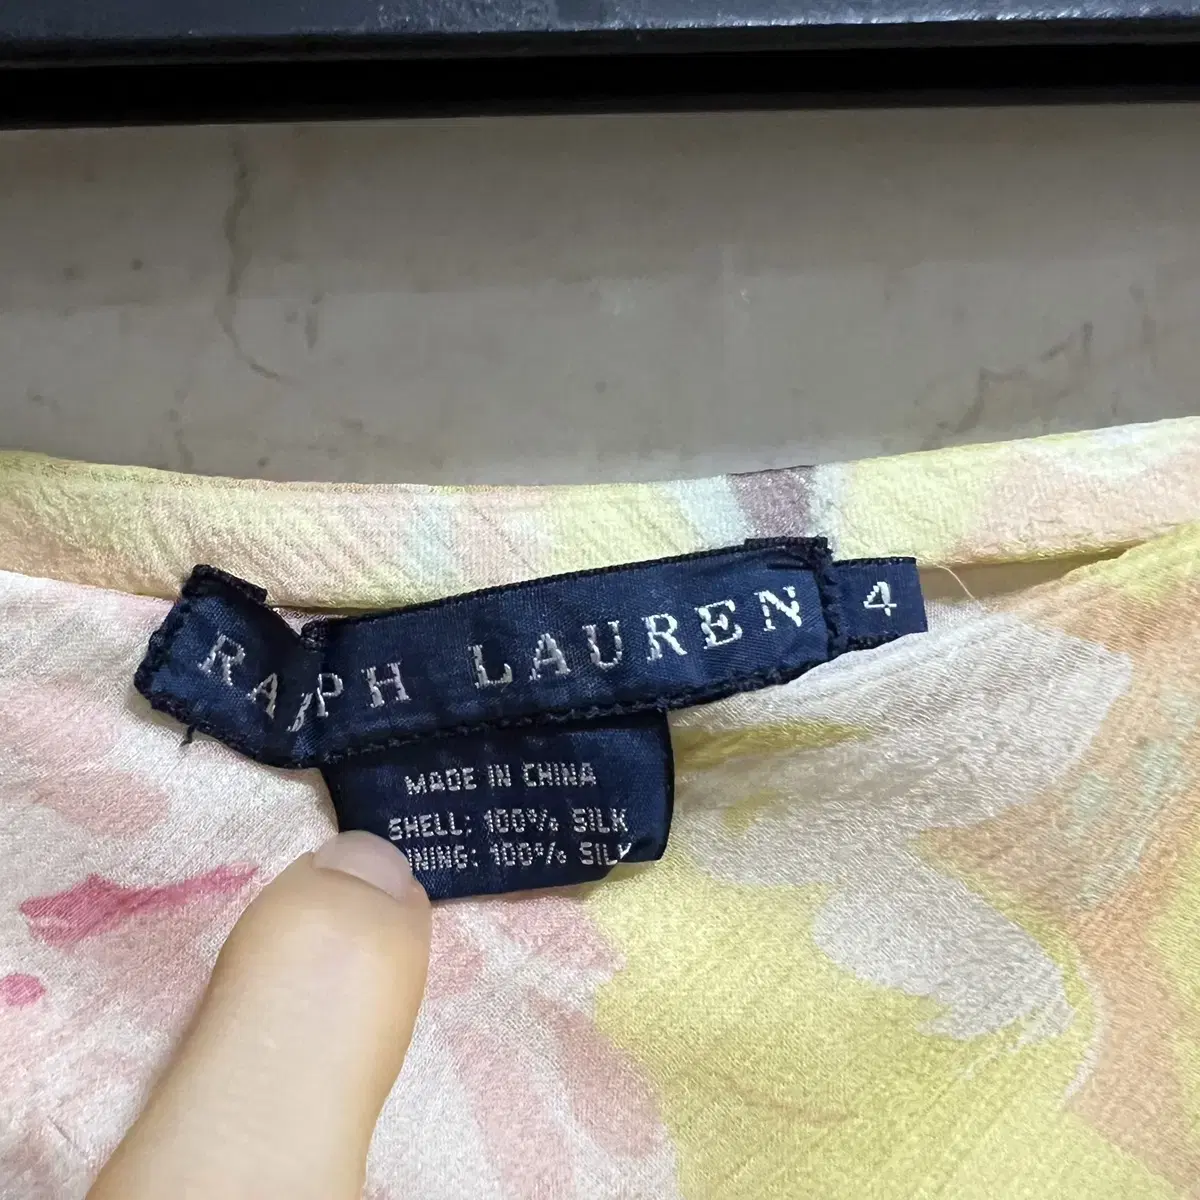 RALPH LAUREN
4
MADE IN CHINA
SHELL: 100% SILK
100% SILK